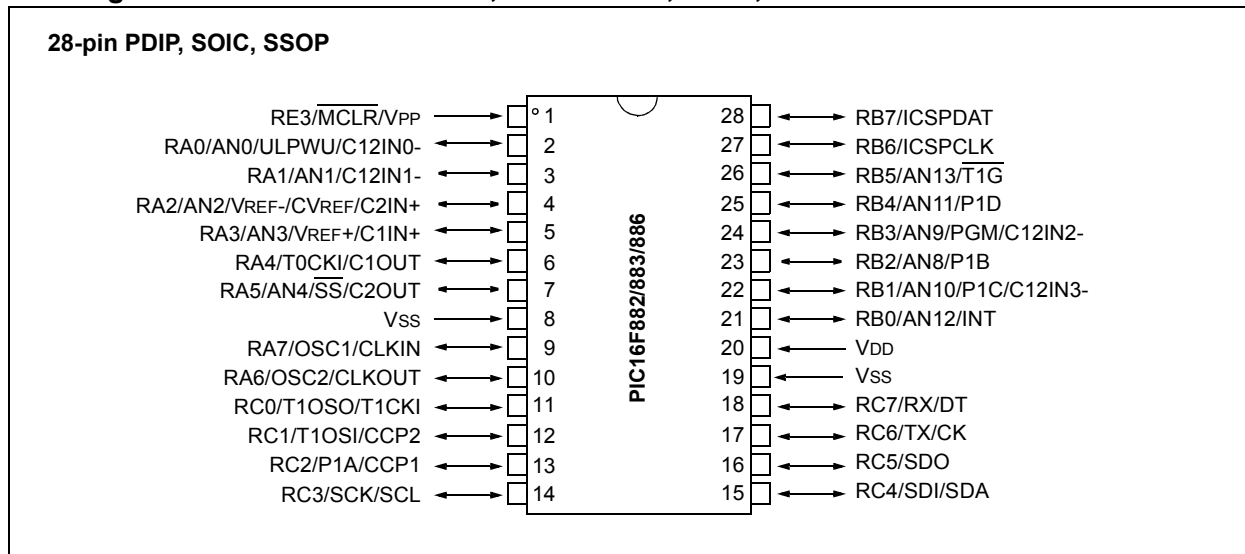 28-pin PDIP, SOIC, SSOP
RE3/MCLR/VPP 1 28 RB7/ICSPDAT
RA0/AN0/ULPWU/C12IN0- 2 27 RB6/ICSPCLK
RA1/AN1/C12IN1- 3 26 RB5/AN13/T1G
RA2/AN2/VREF-/CVREF/C2IN+ 4 25 RB4/AN11/P1D
RA3/AN3/VREF+/C1IN+ 5 24 RB3/AN9/PGM/C12IN2-
RA4/T0CKI/C1OUT 6 23 RB2/AN8/P1B
RA5/AN4/SS/C2OUT 7 22 RB1/AN10/P1C/C12IN3-
VSS 8 21 RB0/AN12/INT
RA7/OSC1/CLKIN 9 20 VDD
RA6/OSC2/CLKOUT 10 19 VSS
RC0/T1OSO/T1CKI 11 18 RC7/RX/DT
RC1/T1OSI/CCP2 12 17 RC6/TX/CK
RC2/P1A/CCP1 13 16 RC5/SDO
RC3/SCK/SCL 14 15 RC4/SDI/SDA
PIC16F882/883/886